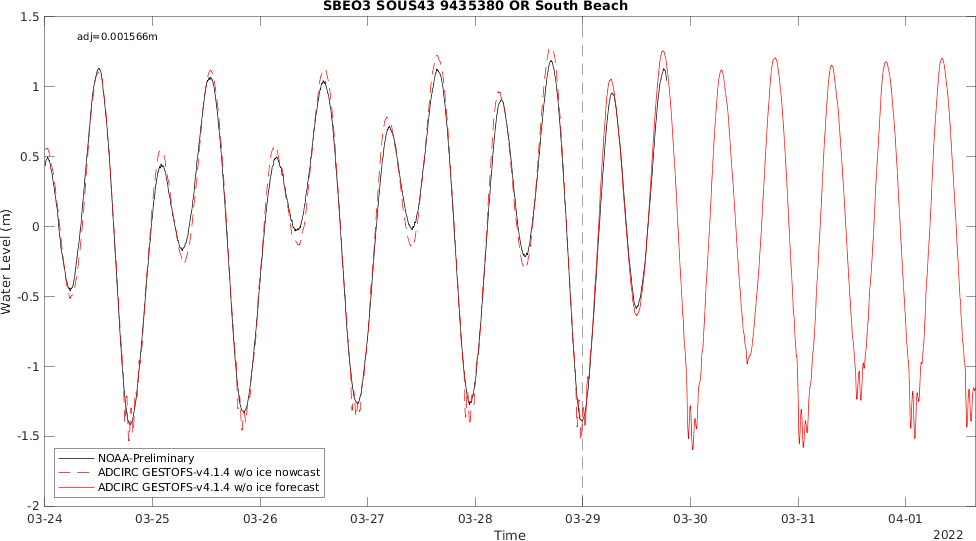 SBEO3 SOUS43 9435380 OR South Beach
adj=0.001566m
Water Level (m)
1.5
1
0.5
0
-0.5
-1
-1.5
-2
NOAA-Preliminary
ADCIRC GESTOFS-v4.1.4 w/o ice nowcast
ADCIRC GESTOFS-v4.1.4 w/o ice forecast
03-24 03-25 03-26 03-27 03-28 03-29 03-30 03-31 04-01
Time
2022